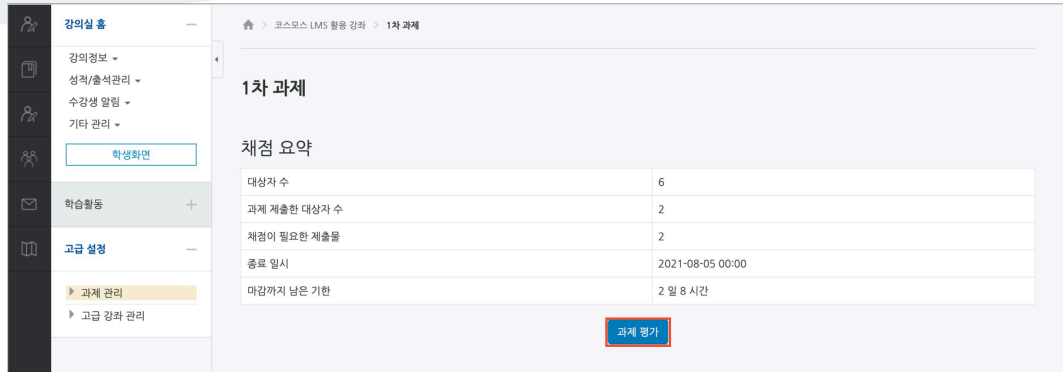 강의실 홈
강의정보
성적/출석관리
수강생 알림
기타 관리
학생화면
학습활동
고급 설정
과제 관리
고급 강좌 관리
코스모스 LMS 활용 강좌 > 1차 과제
1차 과제
채점 요약
대상자 수 6
과제 제출한 대상자 수 2
채점이 필요한 제출물 2
종료 일시 2021-08-05 00:00
마감까지 남은 기한 2 일 8 시간
과제 평가